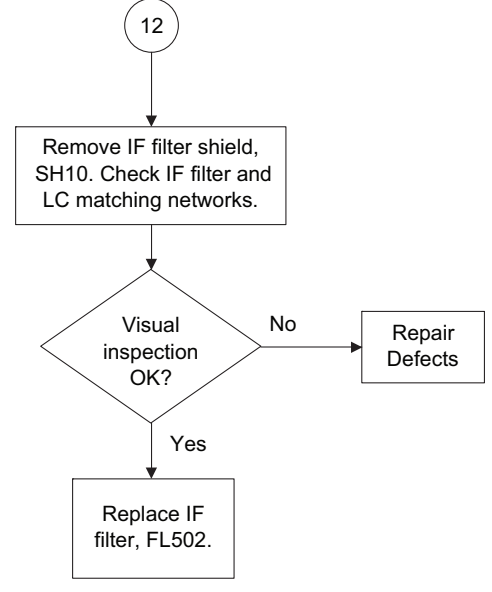 12
Remove IF filter shield,
SH10. Check IF filter and
LC matching networks.
Visual
inspection
OK?
No
Repair
Defects
Yes
Replace IF
filter, FL502.